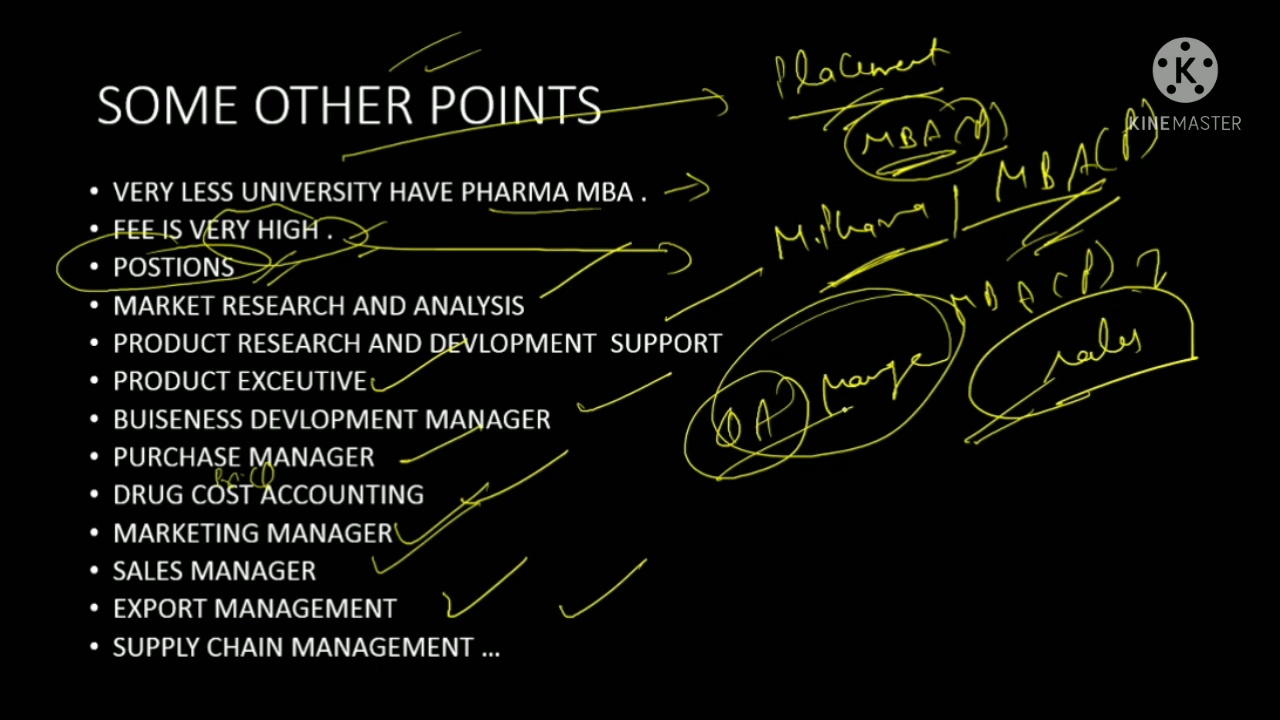 SOME OTHER POINTS
Placement
MBA (P)
K
KINEMASTER
• VERY LESS UNIVERSITY HAVE PHARMA MBA .
M.Pharma | MBA(P)
• FEE IS VERY HIGH .
• POSTIONS
MBA(P)
• MARKET RESEARCH AND ANALYSIS
• PRODUCT RESEARCH AND DEVLOPMENT SUPPORT
sales
• PRODUCT EXCEUTIVE
QA
• BUISENESS DEVLOPMENT MANAGER
• PURCHASE MANAGER
• DRUG COST ACCOUNTING
• MARKETING MANAGER
• SALES MANAGER
• EXPORT MANAGEMENT
• SUPPLY CHAIN MANAGEMENT ...